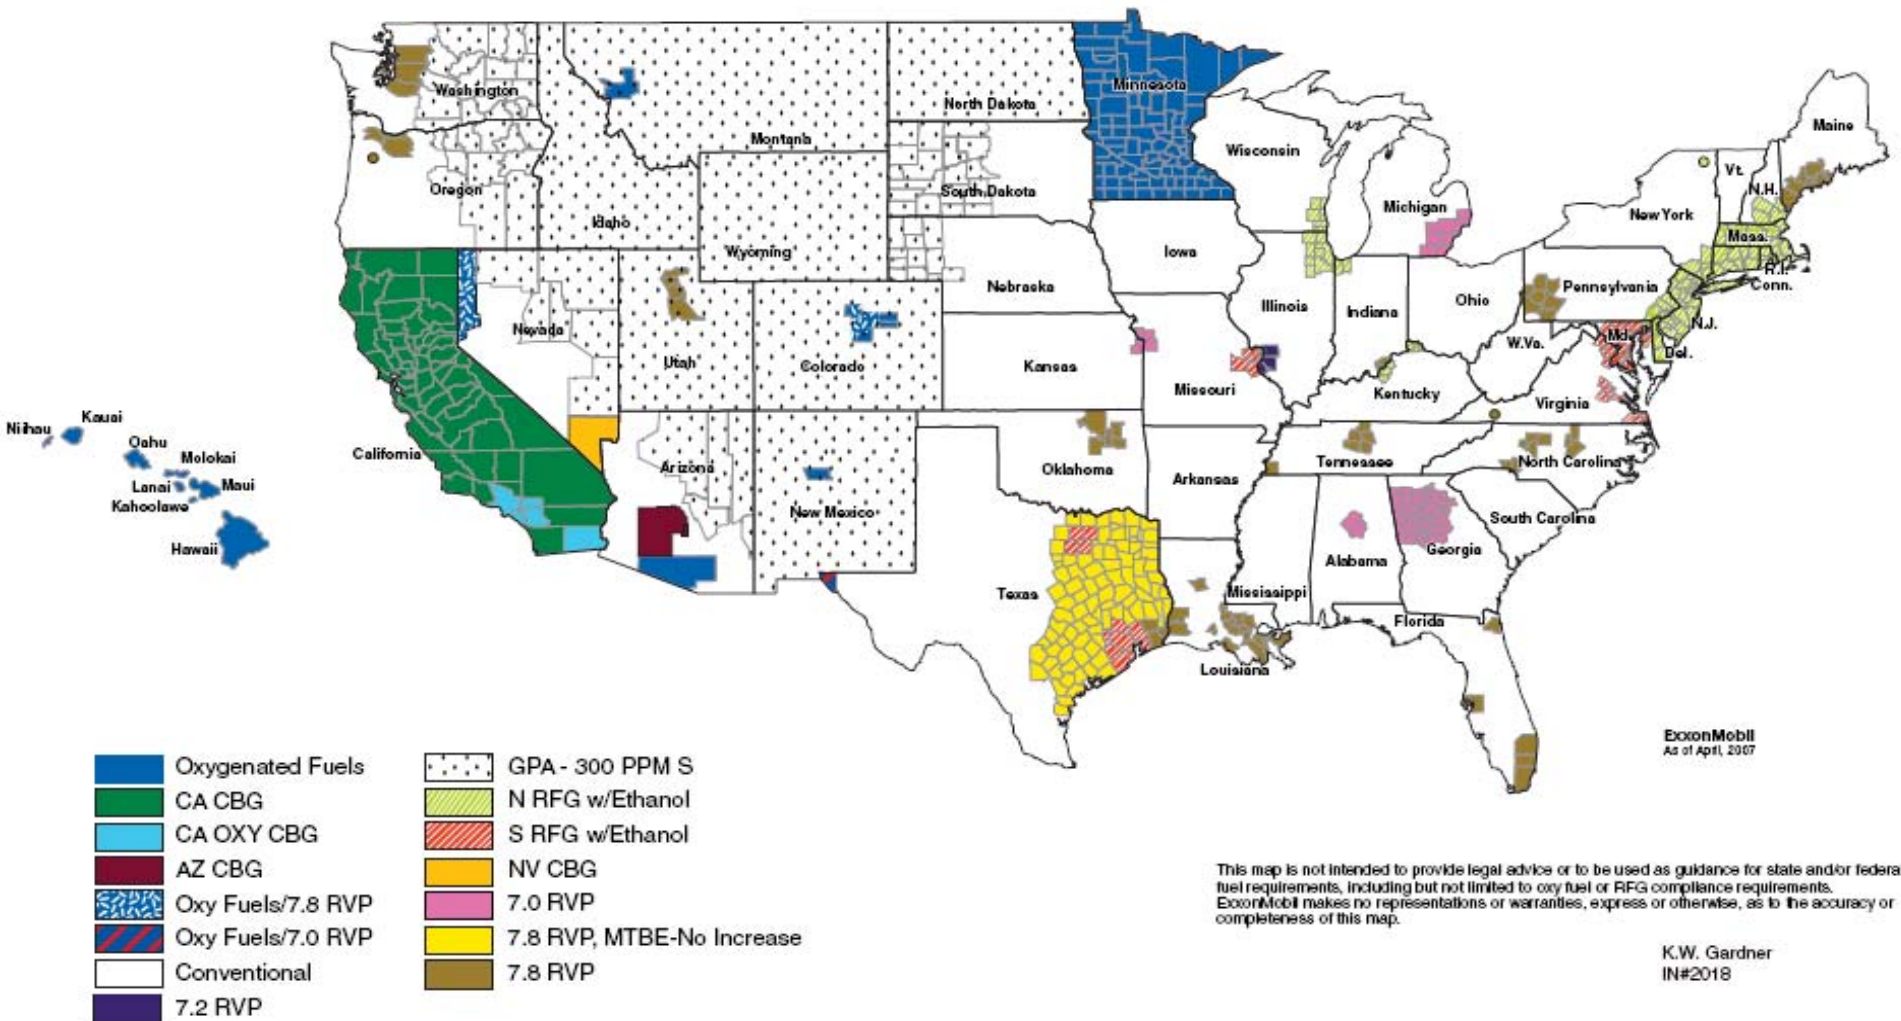 Washington
Montana
North Dakota
Minnesota
Oregon
Idaho
Wyoming
South Dakota
Wisconsin
Michigan
Maine
Vt.
N.H.
New York
Mass.
R.I.
Conn.
Iowa
Nebraska
Illinois
Indiana
Ohio
Pennsylvania
N.J.
Nevada
Utah
Colorado
Kansas
Missouri
Kentucky
W.Va.
Md.
Del.
Virginia
Niihau
Kauai
Oahu
Molokai
Lanai
Maui
Kahoolawe
Hawaii
California
Arizona
New Mexico
Oklahoma
Arkansas
Tennessee
North Carolina
South Carolina
Texas
Mississippi
Alabama
Georgia
Florida
Louisiana
ExxonMobil
As of April, 2007
Oxygenated Fuels
CA CBG
CA OXY CBG
AZ CBG
Oxy Fuels/7.8 RVP
Oxy Fuels/7.0 RVP
Conventional
7.2 RVP
GPA - 300 PPM S
N RFG w/Ethanol
S RFG w/Ethanol
NV CBG
7.0 RVP
7.8 RVP, MTBE-No Increase
7.8 RVP
This map is not intended to provide legal advice or to be used as guidance for state and/or federa
fuel requirements, including but not limited to oxy fuel or RFG compliance requirements.
ExxonMobil makes no representations or warranties, express or otherwise, as to the accuracy or
completeness of this map.
K.W. Gardner
IN#2018